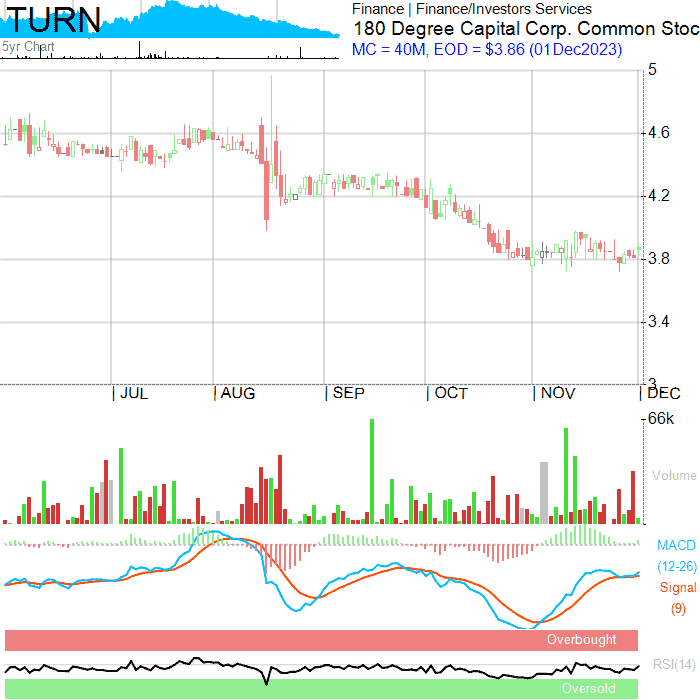 TURN
Finance | Finance/Investors Services
180 Degree Capital Corp. Common Stoc
5yr Chart
MC = 40M, EOD = $3.86 (01Dec2023)
5
4.6
4.2
3.8
3.4
3
JUL
AUG
SEP
OCT
NOV
DEC
66k
Volume
MACD
(12-26)
Signal
(9)
Overbought
RSI(14)
Oversold